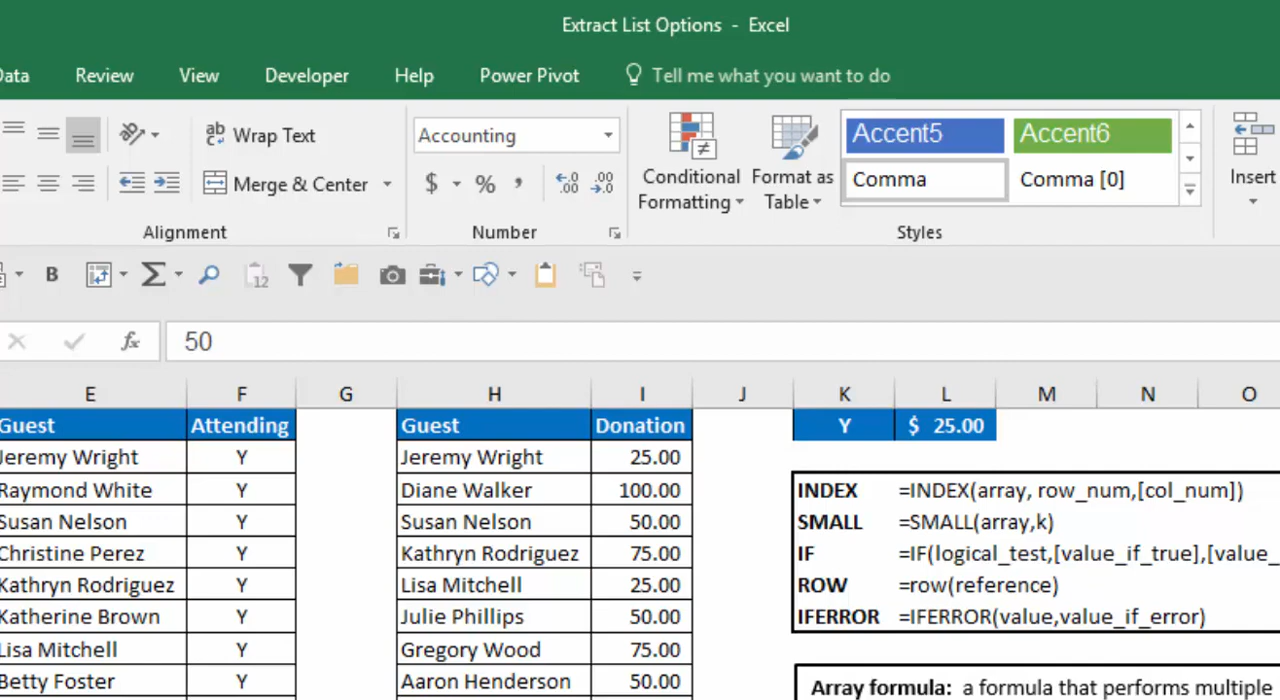 Extract List Options - Excel
Data Review View Developer Help Power Pivot Tell me what you want to do
ab Wrap Text Accounting Accent5 Accent6
Merge & Center $ % , .00 .00 Conditional Formatting Format as Table Comma Comma [0] Insert
Alignment Number Styles
B Σ 12
fx 50
E F G H I J K L M N O
Guest Attending Guest Donation Y $ 25.00
Jeremy Wright Y Jeremy Wright 25.00
Raymond White Y Diane Walker 100.00 INDEX =INDEX(array, row_num,[col_num])
Susan Nelson Y Susan Nelson 50.00 SMALL =SMALL(array,k)
Christine Perez Y Kathryn Rodriguez 75.00 IF =IF(logical_test,[value_if_true],[value_
Kathryn Rodriguez Y Lisa Mitchell 25.00 ROW =row(reference)
Katherine Brown Y Julie Phillips 50.00 IFERROR =IFERROR(value,value_if_error)
Lisa Mitchell Y Gregory Wood 75.00
Betty Foster Y Aaron Henderson 50.00 Array formula: a formula that performs multiple